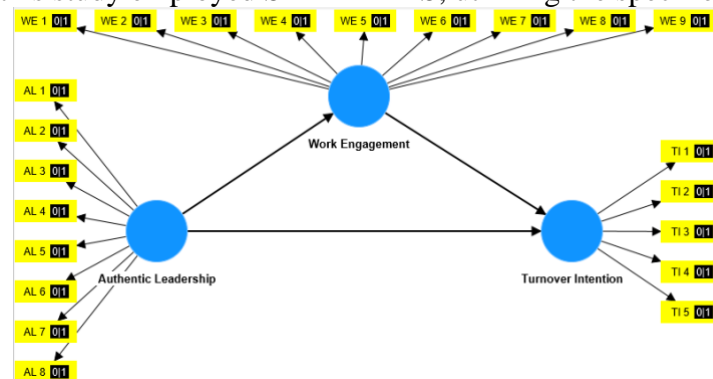 WE 1 0|1 WE 2 0|1 WE 3 0|1 WE 4 0|1 WE 5 0|1 WE 6 0|1 WE 7 0|1 WE 8 0|1 WE 9 0|1
Work Engagement
AL 1 0|1
AL 2 0|1
AL 3 0|1
AL 4 0|1
AL 5 0|1
AL 6 0|1
AL 7 0|1
AL 8 0|1
Authentic Leadership
TI 1 0|1
TI 2 0|1
TI 3 0|1
TI 4 0|1
TI 5 0|1
Turnover Intention